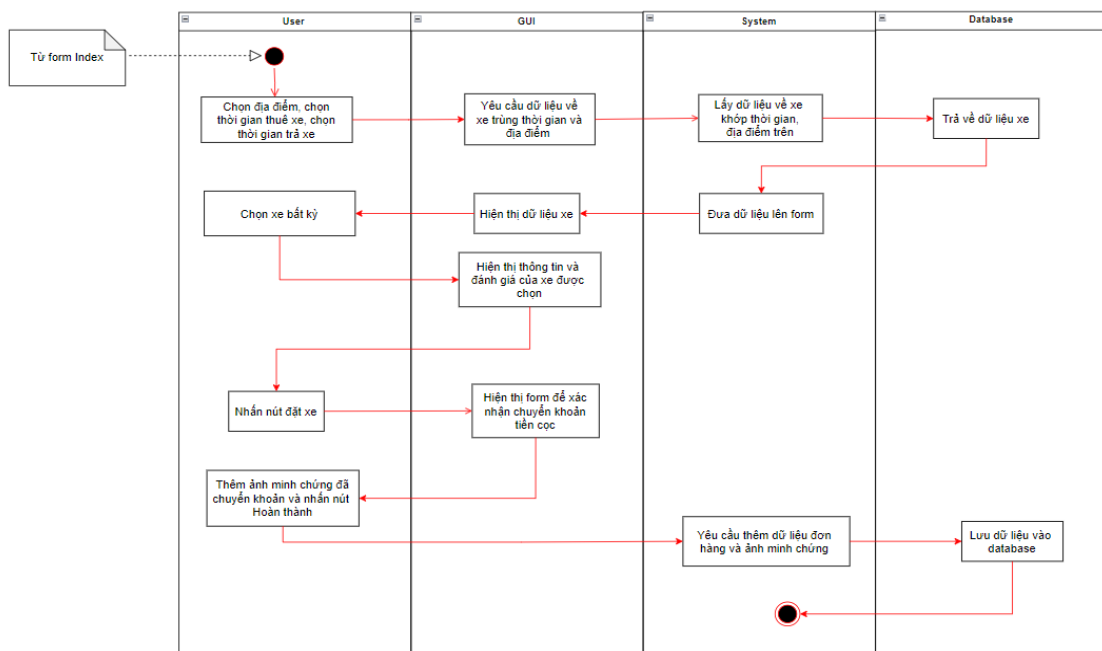 User
GUI
System
Database
Từ form Index
Chọn địa điểm, chọn
thời gian thuê xe, chọn
thời gian trả xe
Yêu cầu dữ liệu về
xe trùng thời gian và
địa điểm
Lấy dữ liệu về xe
khớp thời gian,
địa điểm trên
Trả về dữ liệu xe
Chọn xe bất kỳ
Hiện thị dữ liệu xe
Đưa dữ liệu lên form
Hiện thị thông tin và
đánh giá của xe được
chọn
Nhấn nút đặt xe
Hiện thị form để xác
nhận chuyển khoản
tiền cọc
Thêm ảnh minh chứng đã
chuyển khoản và nhấn nút
Hoàn thành
Yêu cầu thêm dữ liệu đơn
hàng và ảnh minh chứng
Lưu dữ liệu vào
database